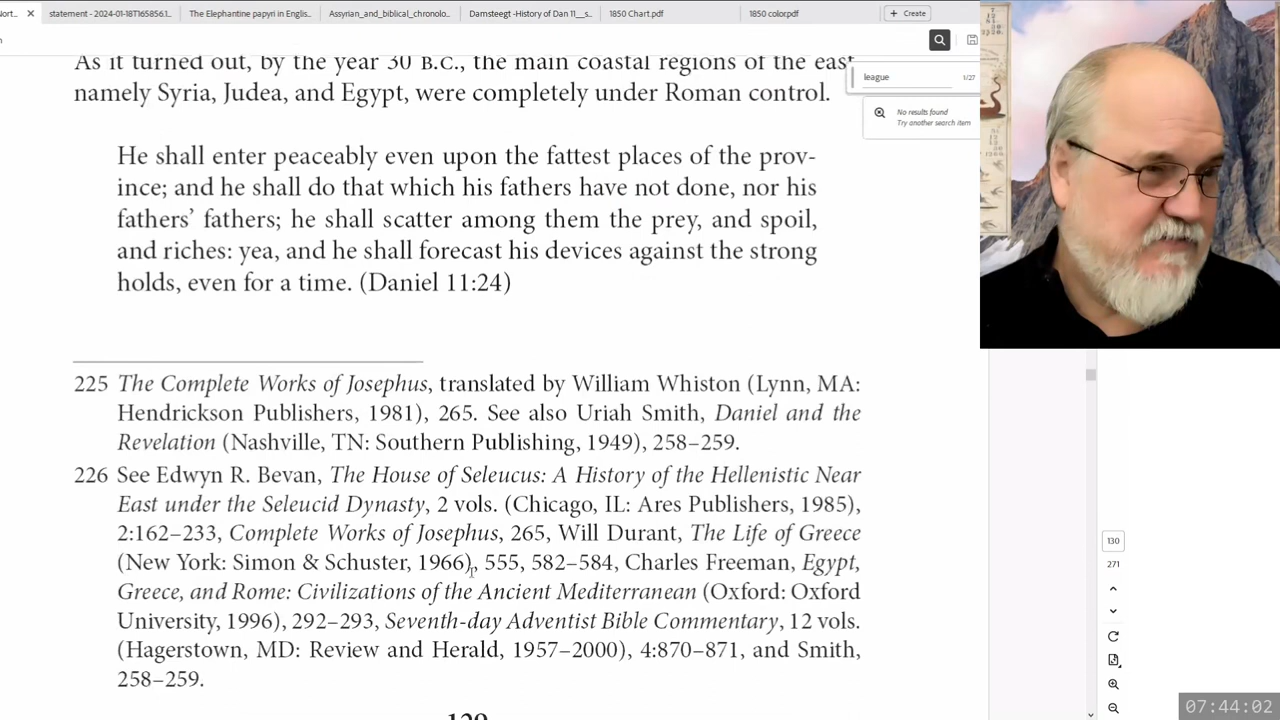 Nort...
statement - 2024-01-18T165856.1...
The Elephantine papyri in Englis...
Assyrian_and_biblical_chronolo...
Damsteegt -History of Dan 11__s...
1850 Chart.pdf
1850 color.pdf
+ Create
league
1/27
No results found
Try another search item
As it turned out, by the year 30 B.C., the main coastal regions of the east,
namely Syria, Judea, and Egypt, were completely under Roman control.
He shall enter peaceably even upon the fattest places of the prov-
ince; and he shall do that which his fathers have not done, nor his
fathers’ fathers; he shall scatter among them the prey, and spoil,
and riches: yea, and he shall forecast his devices against the strong
holds, even for a time. (Daniel 11:24)
225 The Complete Works of Josephus, translated by William Whiston (Lynn, MA:
Hendrickson Publishers, 1981), 265. See also Uriah Smith, Daniel and the
Revelation (Nashville, TN: Southern Publishing, 1949), 258–259.
226 See Edwyn R. Bevan, The House of Seleucus: A History of the Hellenistic Near
East under the Seleucid Dynasty, 2 vols. (Chicago, IL: Ares Publishers, 1985),
2:162–233, Complete Works of Josephus, 265, Will Durant, The Life of Greece
(New York: Simon & Schuster, 1966), 555, 582–584, Charles Freeman, Egypt,
Greece, and Rome: Civilizations of the Ancient Mediterranean (Oxford: Oxford
University, 1996), 292–293, Seventh-day Adventist Bible Commentary, 12 vols.
(Hagerstown, MD: Review and Herald, 1957–2000), 4:870–871, and Smith,
258–259.
129
130
271
07:44:02